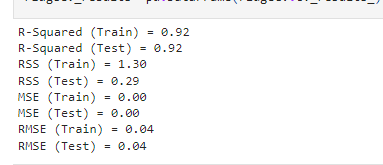 R-Squared (Train) = 0.92
R-Squared (Test) = 0.92
RSS (Train) = 1.30
RSS (Test) = 0.29
MSE (Train) = 0.00
MSE (Test) = 0.00
RMSE (Train) = 0.04
RMSE (Test) = 0.04